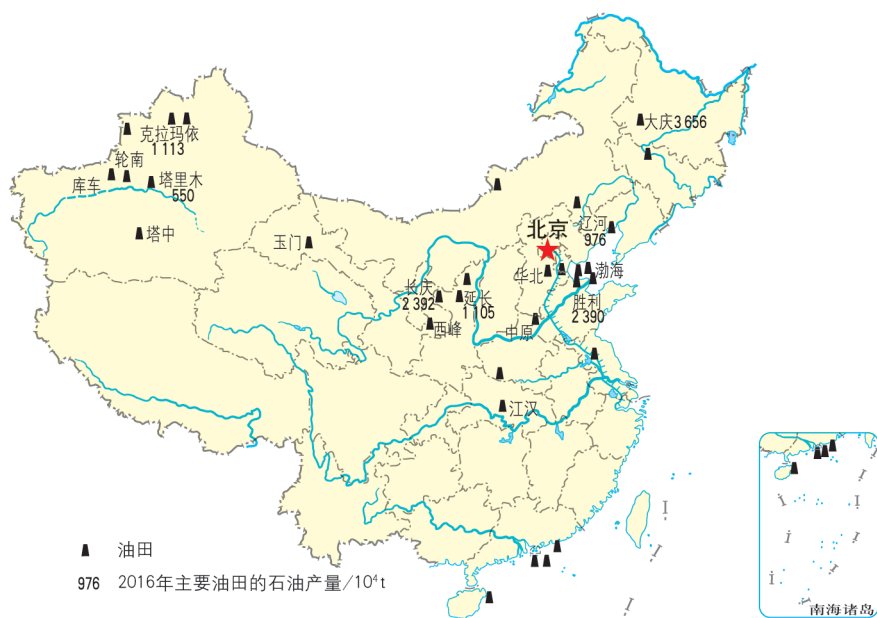 大庆3 656
克拉玛依
1 113
轮南
库车
塔里木
550
塔中
玉门
北京
辽河
976
华北
渤海
长庆
2 392
延长
1 105
胜利
2 390
西峰
中原
江汉
油田
976 2016年主要油田的石油产量/10⁴t
南海诸岛